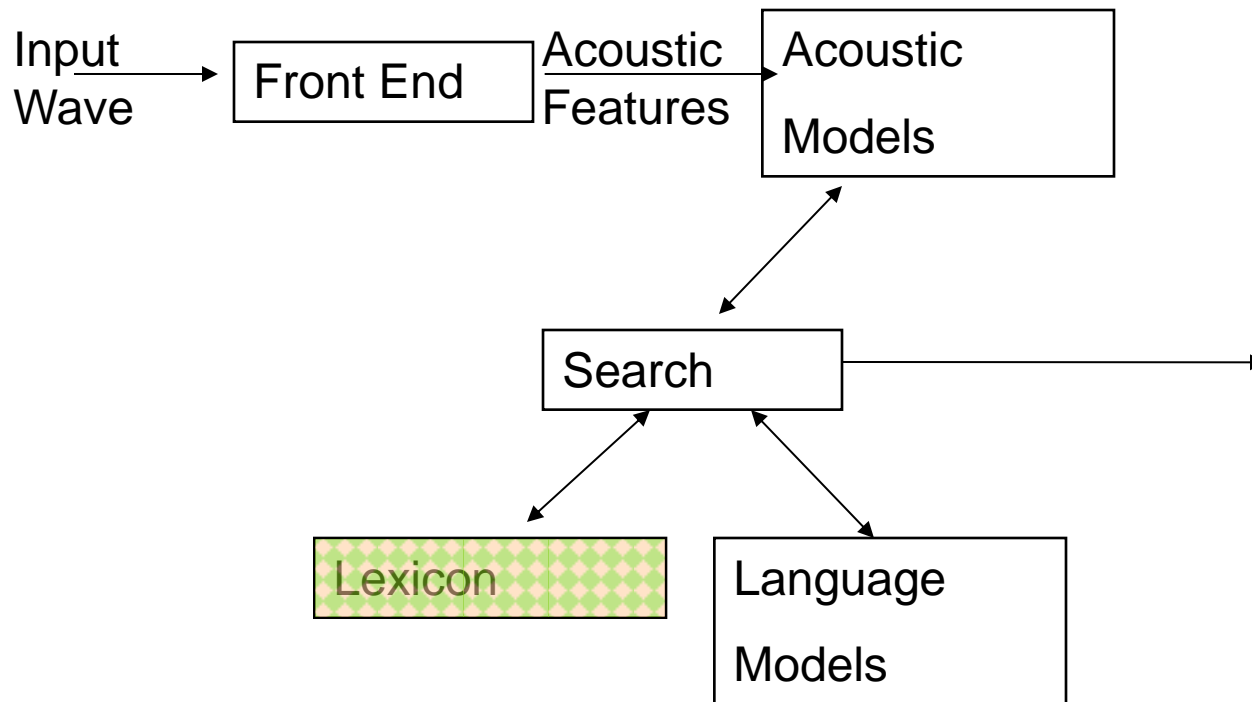 Input
Wave
Front End
Acoustic
Features
Acoustic
Models
Search
Lexicon
Language
Models